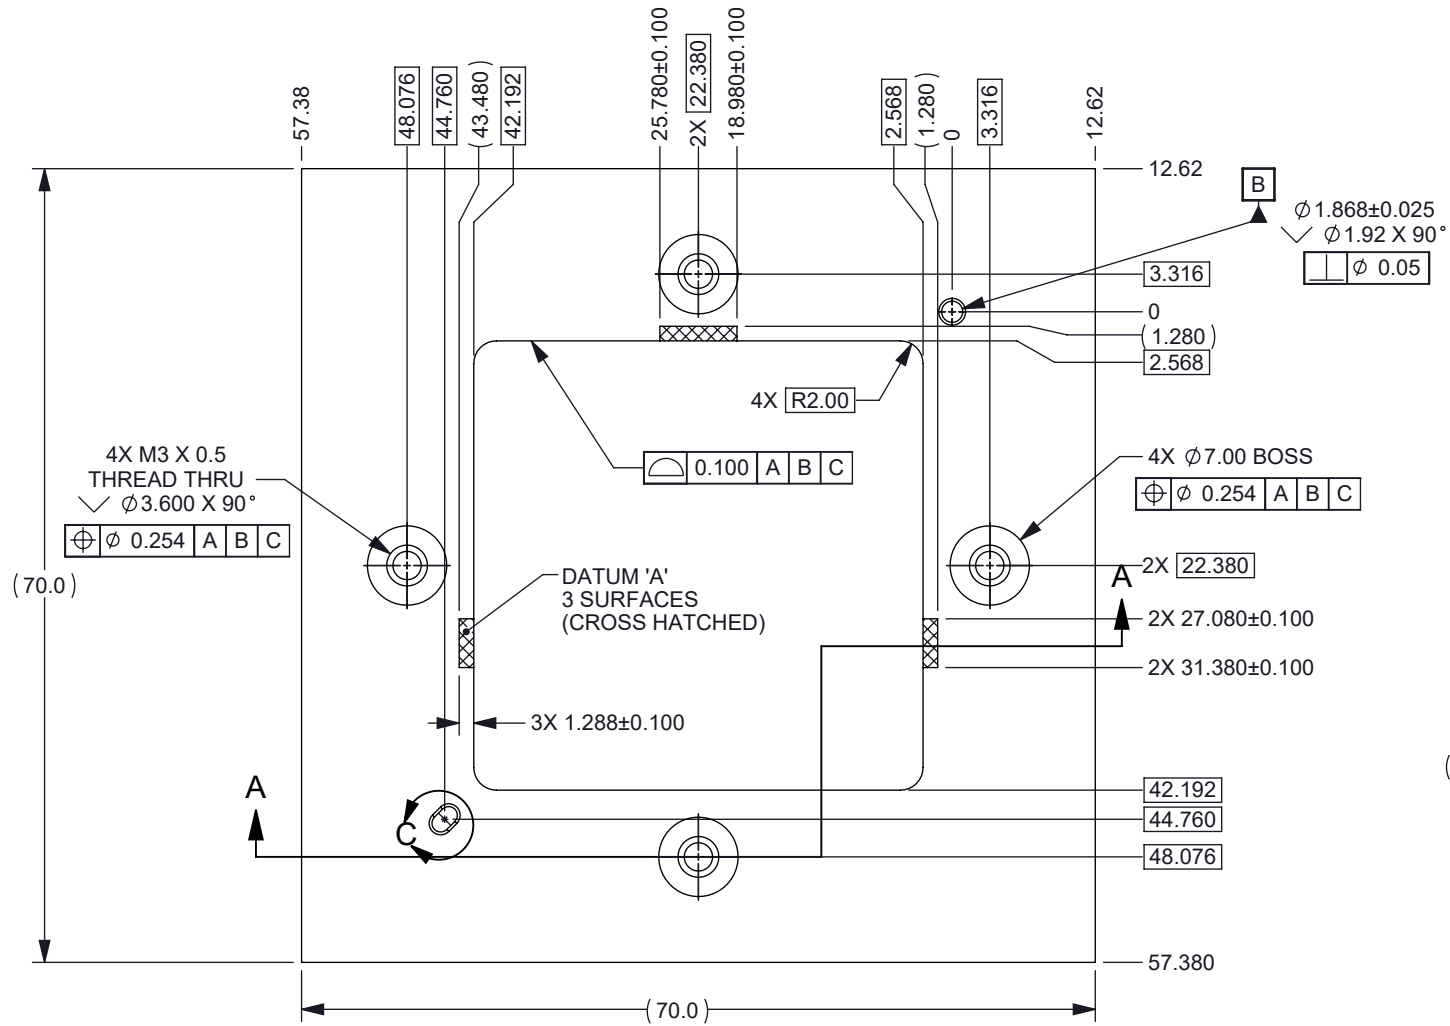 57.38
48.076
44.760
(43.480)
42.192
25.780±0.100
2X 22.380
18.980±0.100
2.568
(1.280)
0
3.316
12.62
12.62
B
⌀1.868±0.025
⌵ ⌀1.92 X 90°
⟂ ⌀ 0.05
3.316
0
(1.280)
2.568
4X R2.00
⌓ 0.100 A B C
4X M3 X 0.5
THREAD THRU
⌵ ⌀3.600 X 90°
⌖ ⌀ 0.254 A B C
4X ⌀7.00 BOSS
⌖ ⌀ 0.254 A B C
(70.0)
DATUM 'A'
3 SURFACES
(CROSS HATCHED)
2X 22.380
A
2X 27.080±0.100
2X 31.380±0.100
3X 1.288±0.100
A
C
42.192
44.760
48.076
57.380
(70.0)
(